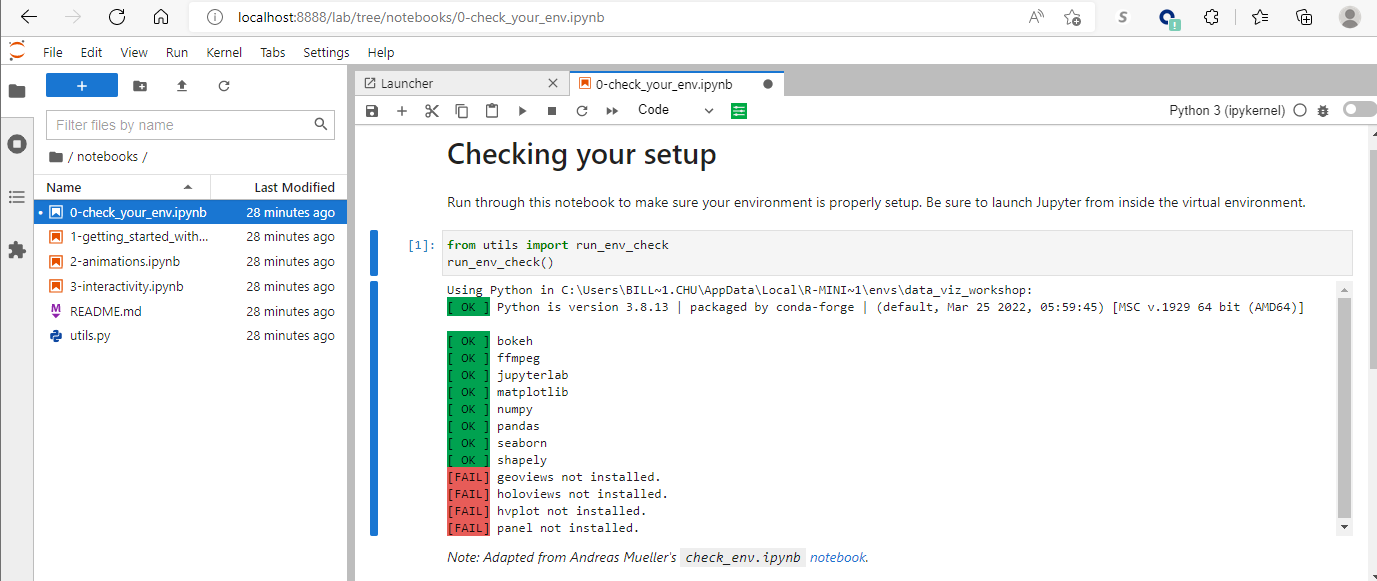 localhost:8888/lab/tree/notebooks/0-check_your_env.ipynb
File Edit View Run Kernel Tabs Settings Help
Launcher
0-check_your_env.ipynb
Filter files by name
Code
Python 3 (ipykernel)
/ notebooks /
Name Last Modified
0-check_your_env.ipynb 28 minutes ago
1-getting_started_with... 28 minutes ago
2-animations.ipynb 28 minutes ago
3-interactivity.ipynb 28 minutes ago
README.md 28 minutes ago
utils.py 28 minutes ago
Checking your setup
Run through this notebook to make sure your environment is properly setup. Be sure to launch Jupyter from inside the virtual environment.
[1]: from utils import run_env_check
run_env_check()
Using Python in C:\Users\BILL~1.CHU\AppData\Local\R-MINI~1\envs\data_viz_workshop:
[ OK ] Python is version 3.8.13 | packaged by conda-forge | (default, Mar 25 2022, 05:59:45) [MSC v.1929 64 bit (AMD64)]
[ OK ] bokeh
[ OK ] ffmpeg
[ OK ] jupyterlab
[ OK ] matplotlib
[ OK ] numpy
[ OK ] pandas
[ OK ] seaborn
[ OK ] shapely
[FAIL] geoviews not installed.
[FAIL] holoviews not installed.
[FAIL] hvplot not installed.
[FAIL] panel not installed.
Note: Adapted from Andreas Mueller's check_env.ipynb notebook.